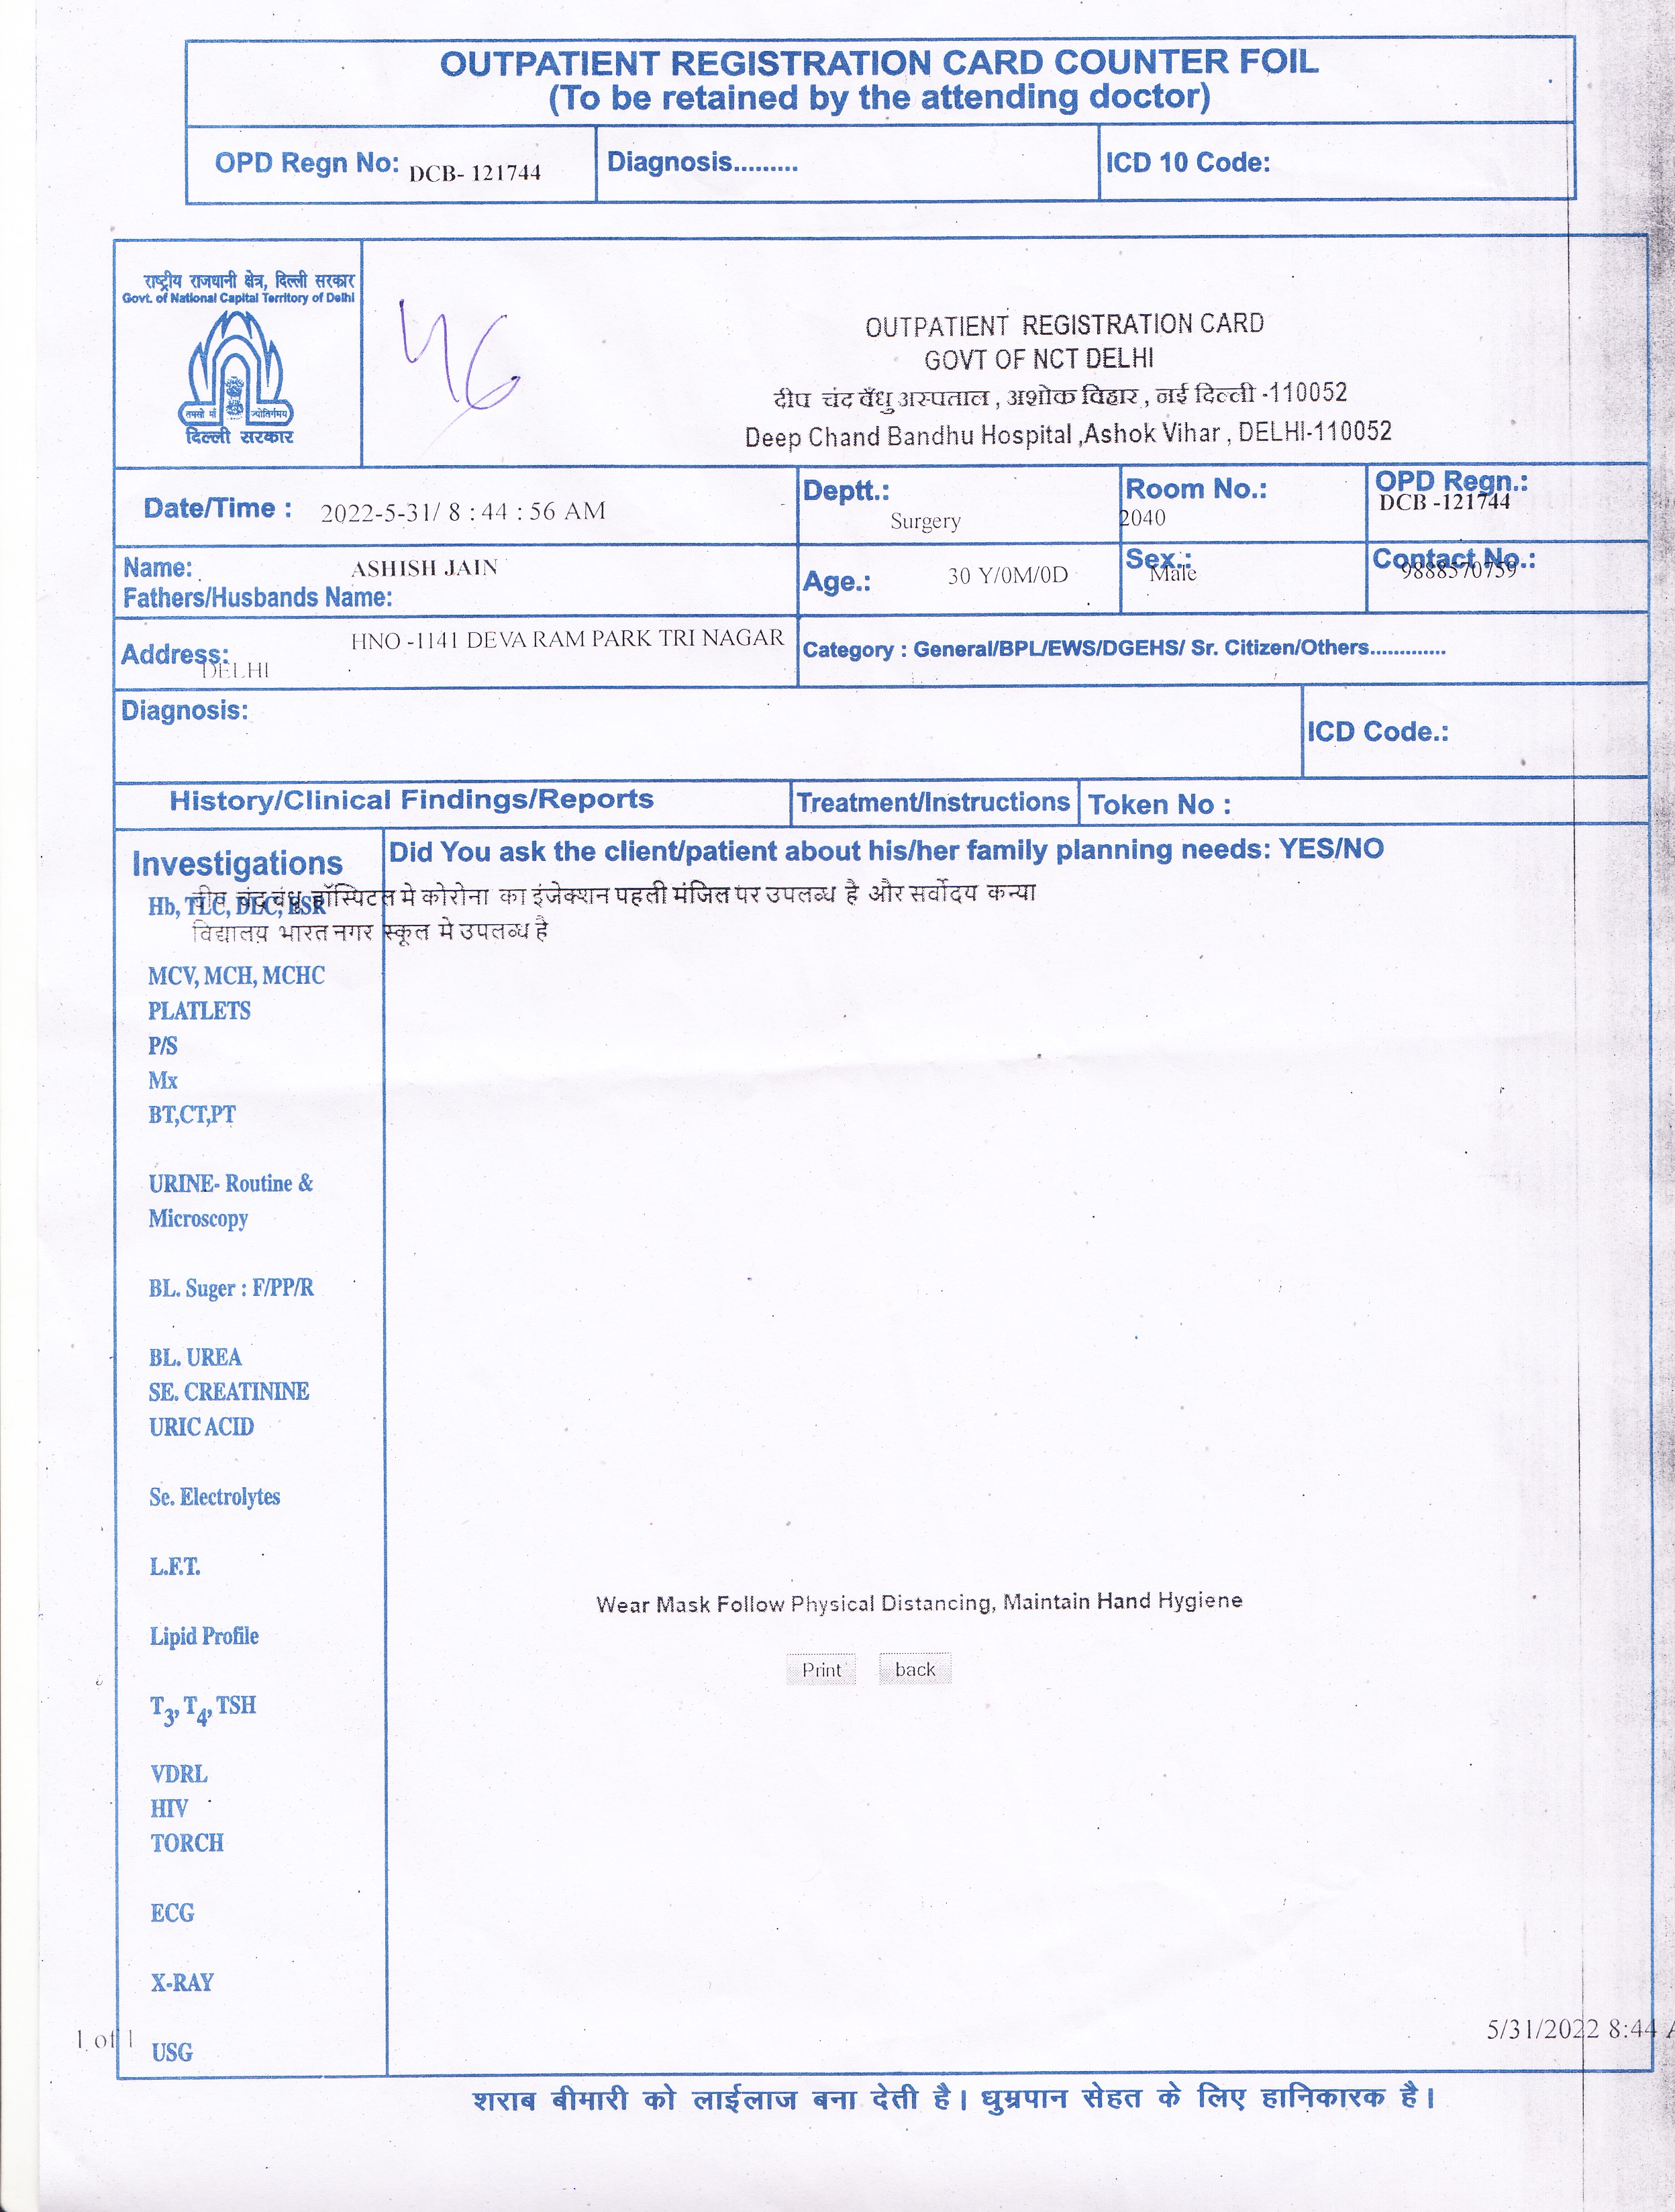 OUTPATIENT REGISTRATION CARD COUNTER FOIL
(To be retained by the attending doctor)
OPD Regn No: DCB- 121744
Diagnosis.........
ICD 10 Code:
राष्ट्रीय राजधानी क्षेत्र, दिल्ली सरकार
Govt. of National Capital Territory of Delhi
तमसो मा ज्योतिर्गमय
दिल्ली सरकार
46
OUTPATIENT REGISTRATION CARD
GOVT OF NCT DELHI
दीप चंद बँधु अस्पताल , अशोक विहार , नई दिल्ली -110052
Deep Chand Bandhu Hospital ,Ashok Vihar , DELHI-110052
Date/Time : 2022-5-31/ 8 : 44 : 56 AM
Deptt.: Surgery
Room No.: 2040
OPD Regn.: DCB -121744
Name: ASHISH JAIN
Fathers/Husbands Name:
Age.: 30 Y/0M/0D
Sex.: Male
Contact No.: 9888570759
Address: HNO -1141 DEVA RAM PARK TRI NAGAR
DELHI
Category : General/BPL/EWS/DGEHS/ Sr. Citizen/Others.............
Diagnosis:
ICD Code.:
History/Clinical Findings/Reports
Treatment/Instructions
Token No :
Investigations
Did You ask the client/patient about his/her family planning needs: YES/NO
Hb, TLC, DLC, ESR
दीप चंद बंधु हॉस्पिटल मे कोरोना का इंजेक्शन पहली मंजिल पर उपलब्ध है और सर्वोदय कन्या
विद्यालय भारत नगर स्कूल मे उपलब्ध है
MCV, MCH, MCHC
PLATLETS
P/S
Mx
BT,CT,PT
URINE- Routine &
Microscopy
BL. Suger : F/PP/R
BL. UREA
SE. CREATININE
URIC ACID
Se. Electrolytes
L.F.T.
Wear Mask Follow Physical Distancing, Maintain Hand Hygiene
Lipid Profile
Print back
T3, T4, TSH
VDRL
HIV
TORCH
ECG
X-RAY
1 of 1
5/31/2022 8:44 A
USG
शराब बीमारी को लाईलाज बना देती है। धुम्रपान सेहत के लिए हानिकारक है।